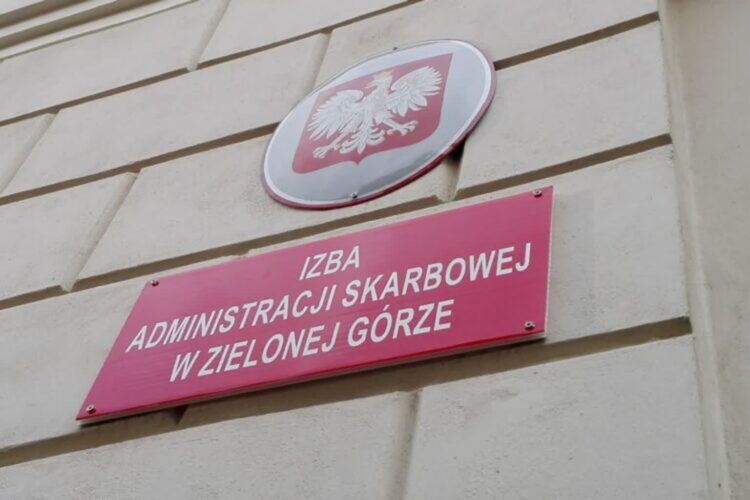 IZBA
ADMINISTRACJI SKARBOWEJ
W ZIELONEJ GÓRZE